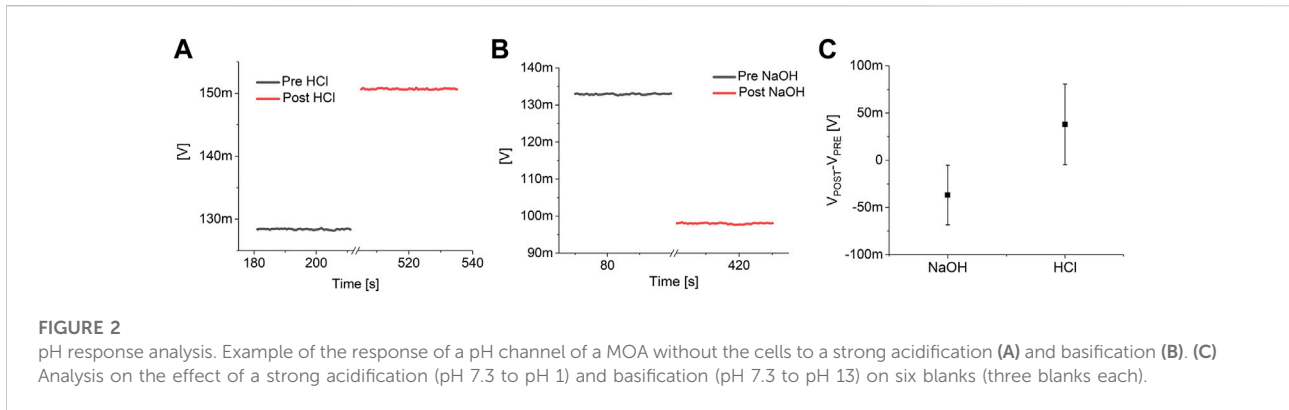 A
150m
140m
130m
[V]
Pre HCl
Post HCl
180
200
520
540
Time [s]
B
140m
130m
120m
110m
100m
90m
[V]
Pre NaOH
Post NaOH
80
420
Time [s]
C
100m
50m
0
-50m
-100m
VPOST-VPRE [V]
NaOH
HCl
FIGURE 2
pH response analysis. Example of the response of a pH channel of a MOA without the cells to a strong acidification (A) and basification (B). (C)
Analysis on the effect of a strong acidification (pH 7.3 to pH 1) and basification (pH 7.3 to pH 13) on six blanks (three blanks each).